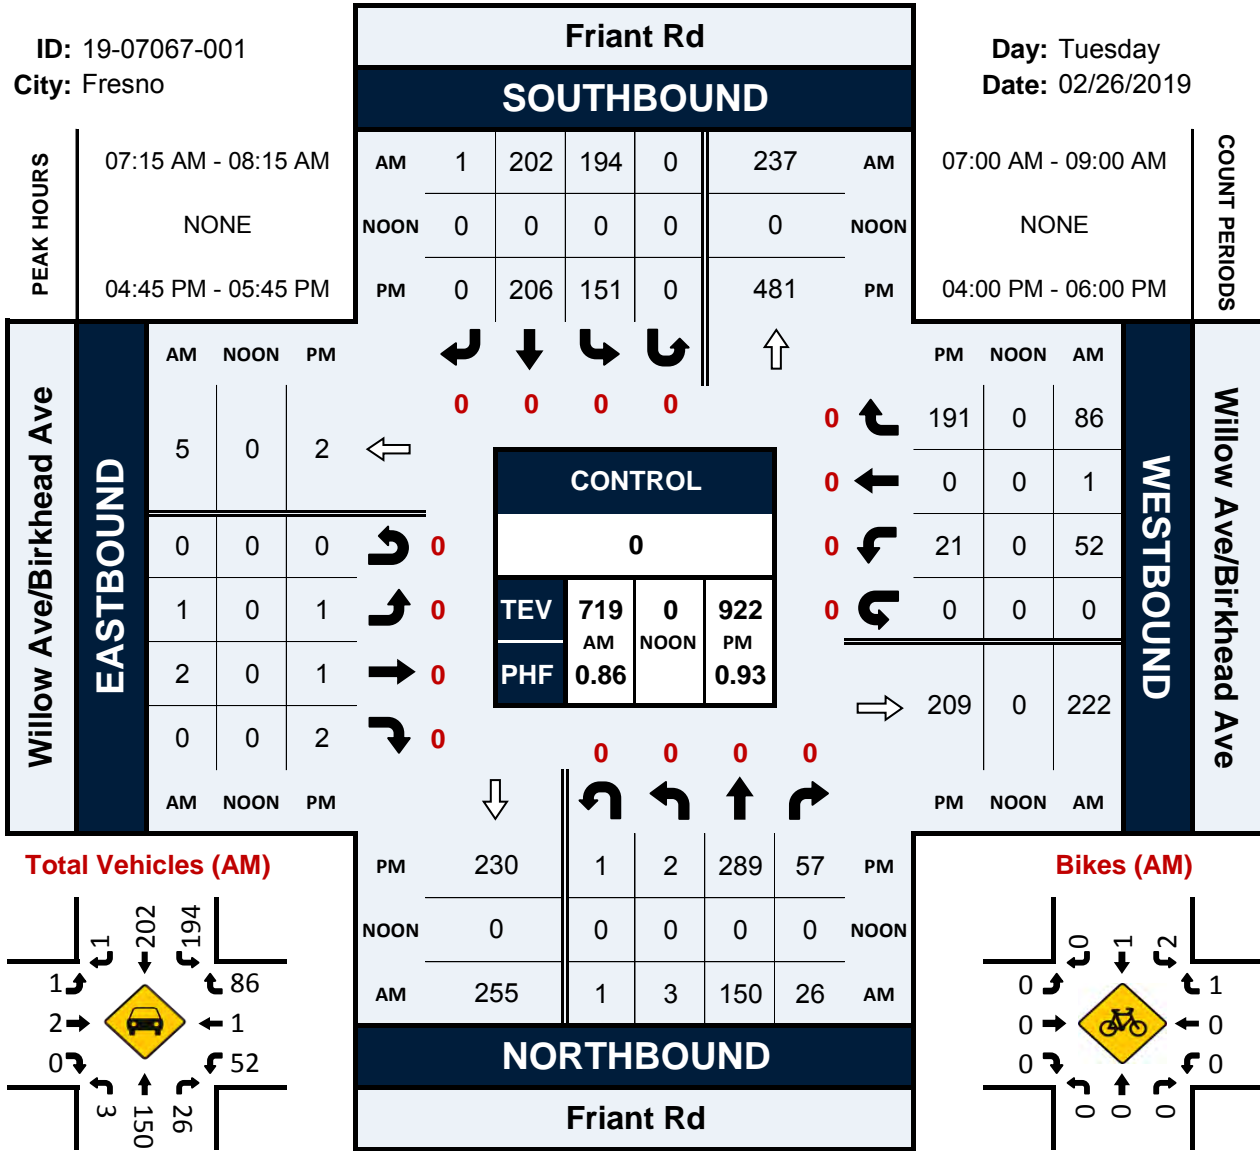 Friant Rd
ID: 19-07067-001
Day: Tuesday
City: Fresno
Date: 02/26/2019
SOUTHBOUND
PEAK HOURS
07:15 AM - 08:15 AM
NONE
04:45 PM - 05:45 PM
AM 1 202 194 0 237 AM
NOON 0 0 0 0 0 NOON
PM 0 206 151 0 481 PM
07:00 AM - 09:00 AM
NONE
04:00 PM - 06:00 PM
COUNT PERIODS
0 0 0 0
Willow Ave/Birkhead Ave
EASTBOUND
AM NOON PM
5 0 2
0 0 0 0
1 0 1 0
2 0 1 0
0 0 2 0
AM NOON PM
CONTROL
0
TEV 719 0 922
AM NOON PM
PHF 0.86 0.93
PM NOON AM
0 191 0 86
0 0 0 1
0 21 0 52
0 0 0 0
209 0 222
PM NOON AM
WESTBOUND
Willow Ave/Birkhead Ave
0 0 0 0
PM 230 1 2 289 57 PM
NOON 0 0 0 0 0 NOON
AM 255 1 3 150 26 AM
NORTHBOUND
Friant Rd
Total Vehicles (AM)
1 202 194
1 86
2 1
0 52
3 150 26
Bikes (AM)
0 1 2
0 1
0 0
0 0
0 0 0